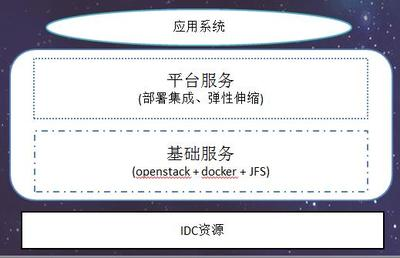 应用系统
平台服务
(部署集成、弹性伸缩)
基础服务
(openstack + docker + JFS)
IDC资源